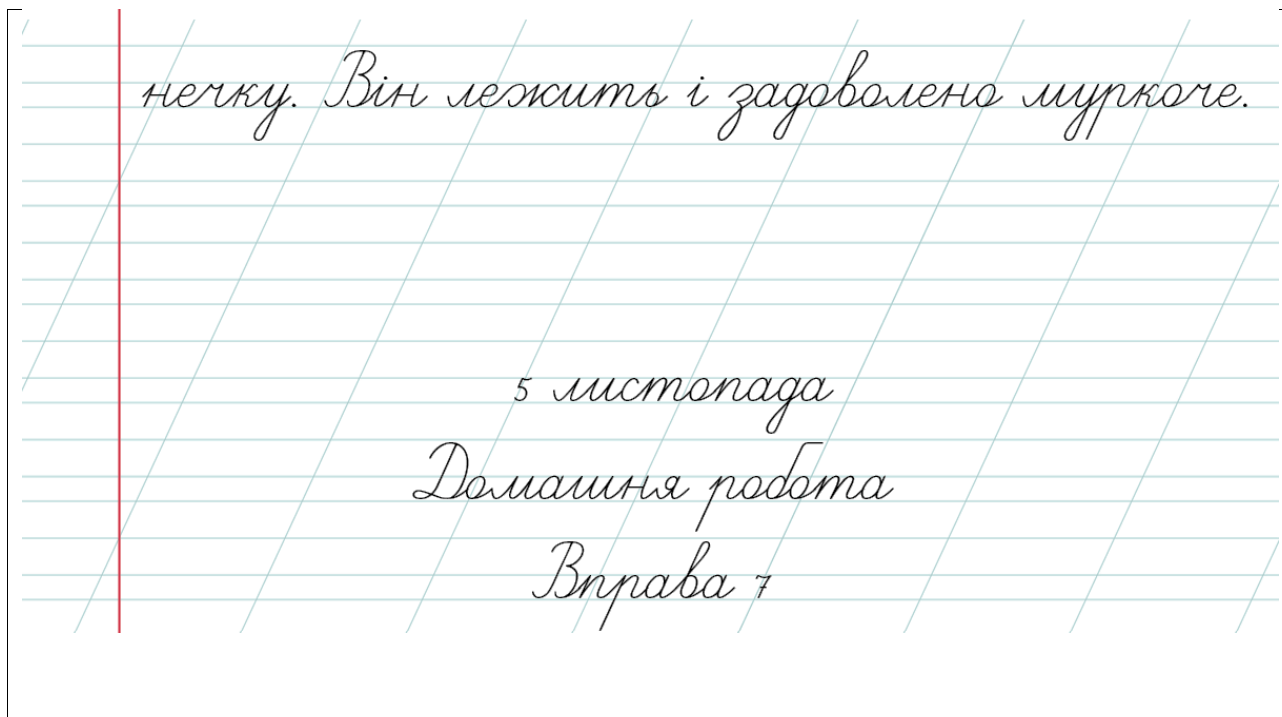 нечку. Він лежить і задоволено муркоче.
5 листопада
Домашня робота
Вправа 7